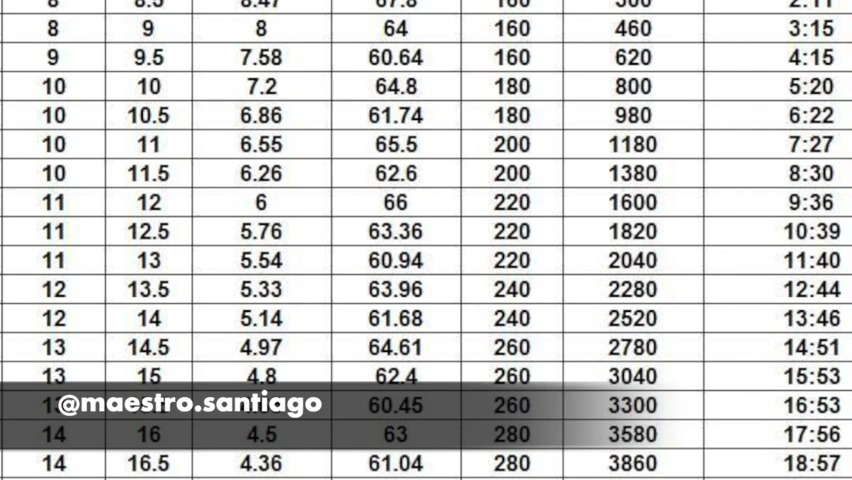 8 9 8 64 160 460 3:15
9 9.5 7.58 60.64 160 620 4:15
10 10 7.2 64.8 180 800 5:20
10 10.5 6.86 61.74 180 980 6:22
10 11 6.55 65.5 200 1180 7:27
10 11.5 6.26 62.6 200 1380 8:30
11 12 6 66 220 1600 9:36
11 12.5 5.76 63.36 220 1820 10:39
11 13 5.54 60.94 220 2040 11:40
12 13.5 5.33 63.96 240 2280 12:44
12 14 5.14 61.68 240 2520 13:46
13 14.5 4.97 64.61 260 2780 14:51
13 15 4.8 62.4 260 3040 15:53
@maestro.santiago 60.45 260 3300 16:53
14 16 4.5 63 280 3580 17:56
14 16.5 4.36 61.04 280 3860 18:57